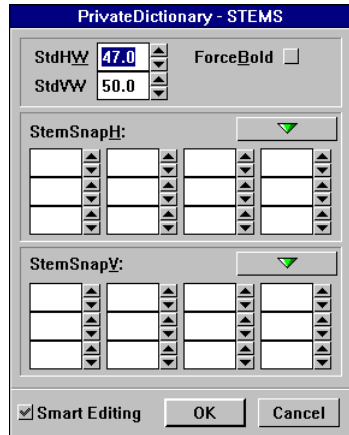 PrivateDictionary - STEMS
StdHW 47.0 ForceBold
StdVW 50.0
StemSnapH:
StemSnapV:
Smart Editing OK Cancel